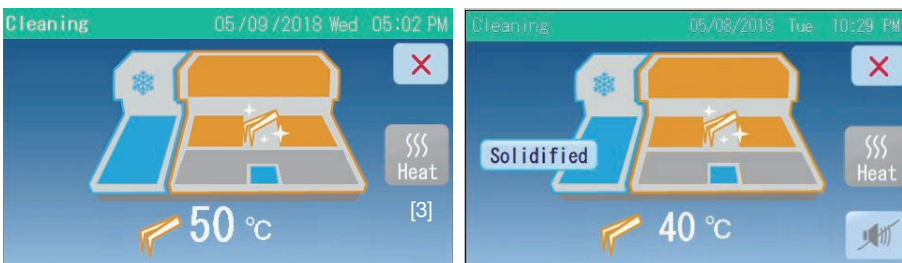 Cleaning 05/09/2018 Wed 05:02 PM
Heat
[3]
50 °C
Cleaning 05/08/2018 Tue 10:29 PM
Solidified
Heat
40 °C